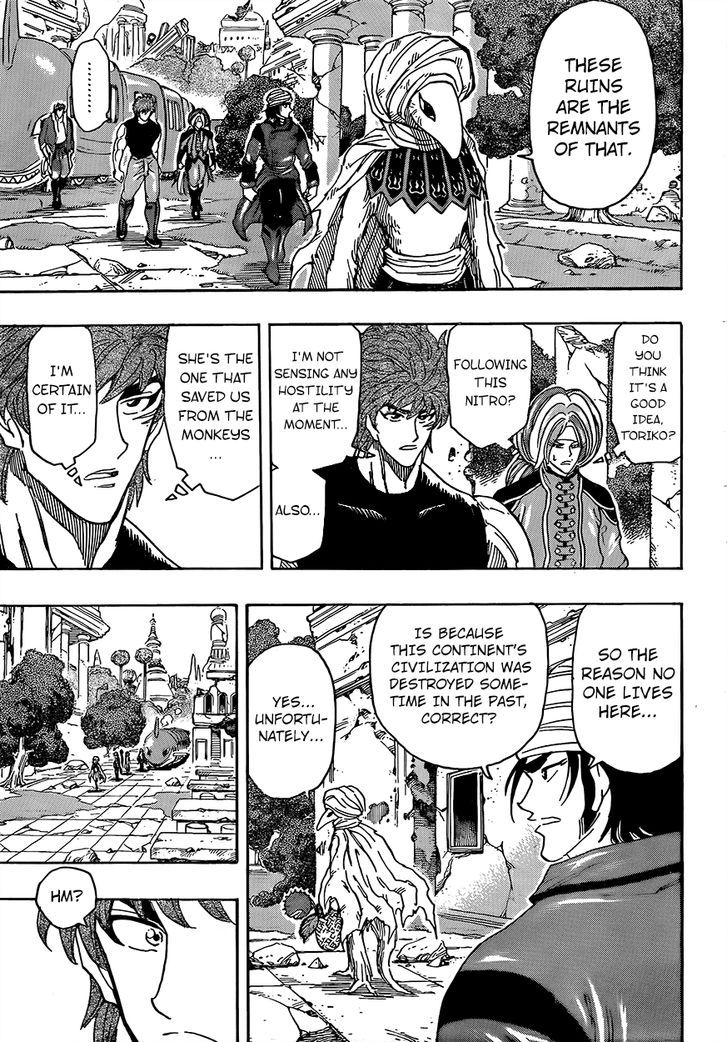 THESE
RUINS
ARE THE
REMNANTS
OF THAT.
.......
DO
YOU
THINK
IT'S A
GOOD
IDEA,
TORIKO?
FOLLOWING
THIS
NITRO?
I'M NOT
SENSING ANY
HOSTILITY
AT THE
MOMENT...
ALSO...
SHE'S THE
ONE THAT
SAVED US
FROM THE
MONKEYS
...
I'M
CERTAIN
OF IT...
SO THE
REASON NO
ONE LIVES
HERE...
IS BECAUSE
THIS CONTINENT'S
CIVILIZATION WAS
DESTROYED SOME-
TIME IN THE PAST,
CORRECT?
YES...
UNFORTU-
NATELY...
HM?